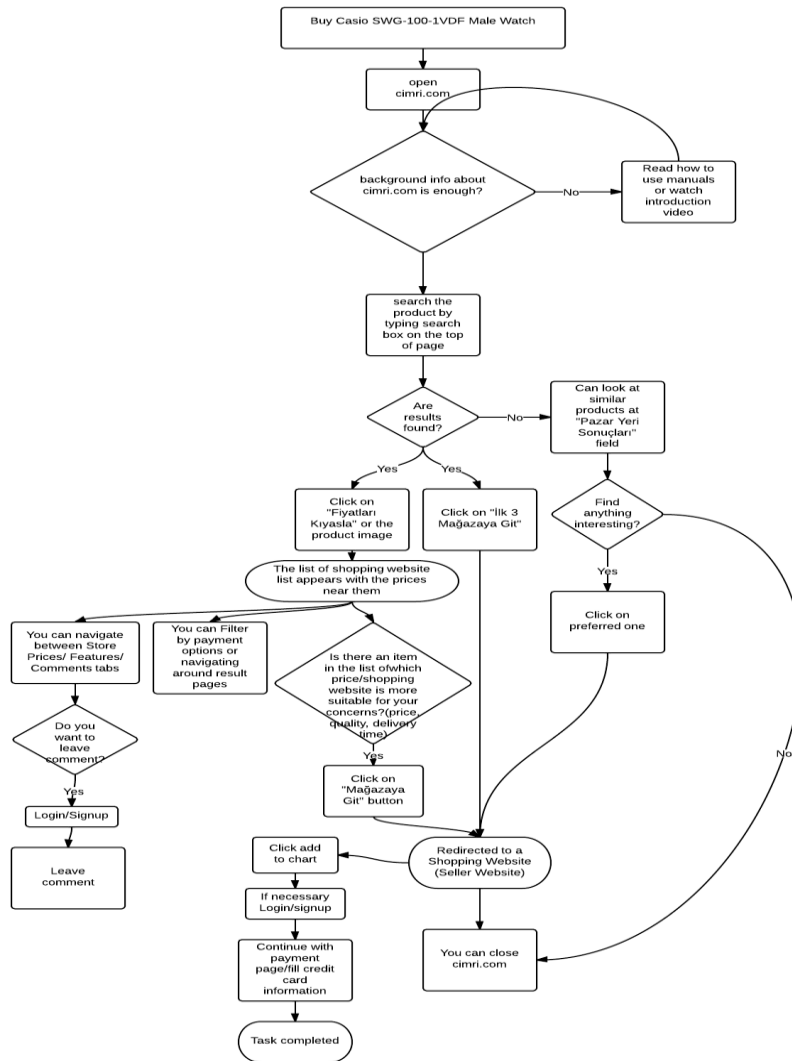 Buy Casio SWG-100-1VDF Male Watch
open
cimri.com
background info about
cimri.com is enough?
No
Read how to
use manuals
or watch
introduction
video
search the
product by
typing search
box on the top
of page
Are
results
found?
No
Can look at
similar
products at
"Pazar Yeri
Sonuçları"
field
Yes
Yes
Click on
"Fiyatları
Kıyasla" or the
product image
Click on "İlk 3
Mağazaya Git"
Find
anything
interesting?
Yes
Click on
preferred one
No
The list of shopping website
list appears with the prices
near them
You can navigate
between Store
Prices/ Features/
Comments tabs
You can Filter
by payment
options or
navigating
around result
pages
Is there an item
in the list ofwhich
price/shopping
website is more
suitable for your
concerns?(price,
quality, delivery
time)
Yes
Click on
"Mağazaya
Git" button
Do you
want to
leave
comment?
Yes
Login/Signup
Leave
comment
Redirected to a
Shopping Website
(Seller Website)
Click add
to chart
If necessary
Login/signup
Continue with
payment
page/fill credit
card
information
Task completed
You can close
cimri.com